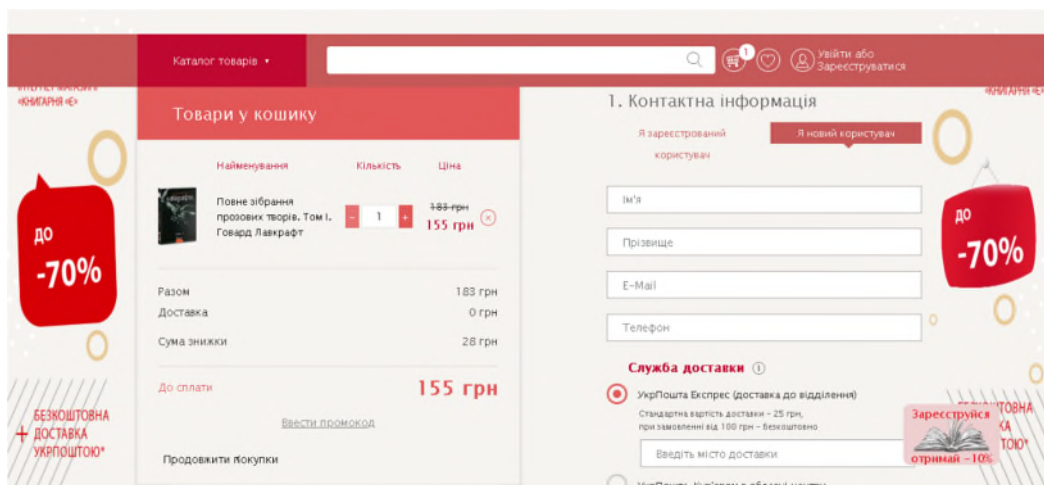 Каталог товарів
1
Увійти або
Зареєструватися
«КНИГАРНЯ «Є»
ДО
-70%
БЕЗКОШТОВНА
+ ДОСТАВКА
УКРПОШТОЮ*
Товари у кошику
Найменування Кількість Ціна
Повне зібрання
прозових творів. Том І.
Говард Лавкрафт
- 1 +
183 грн
155 грн
Разом 183 грн
Доставка 0 грн
Сума знижки 28 грн
До сплати 155 грн
Ввести промокод
Продовжити покупки
1. Контактна інформація
Я зареєстрований
користувач
Я новий користувач
Ім'я
Прізвище
E-Mail
Телефон
Служба доставки
УкрПошта Експрес (доставка до відділення)
Стандартна вартість доставки – 25 грн,
при замовленні від 100 грн – безкоштовно
Введіть місто доставки
ДО
-70%
Зареєструйся
отримай -10%